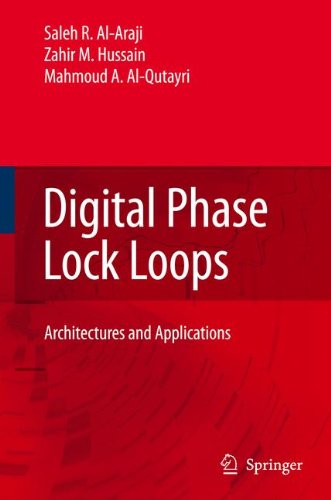 Saleh R. Al-Araji
Zahir M. Hussain
Mahmoud A. Al-Qutayri
Digital Phase
Lock Loops
Architectures and Applications
Springer